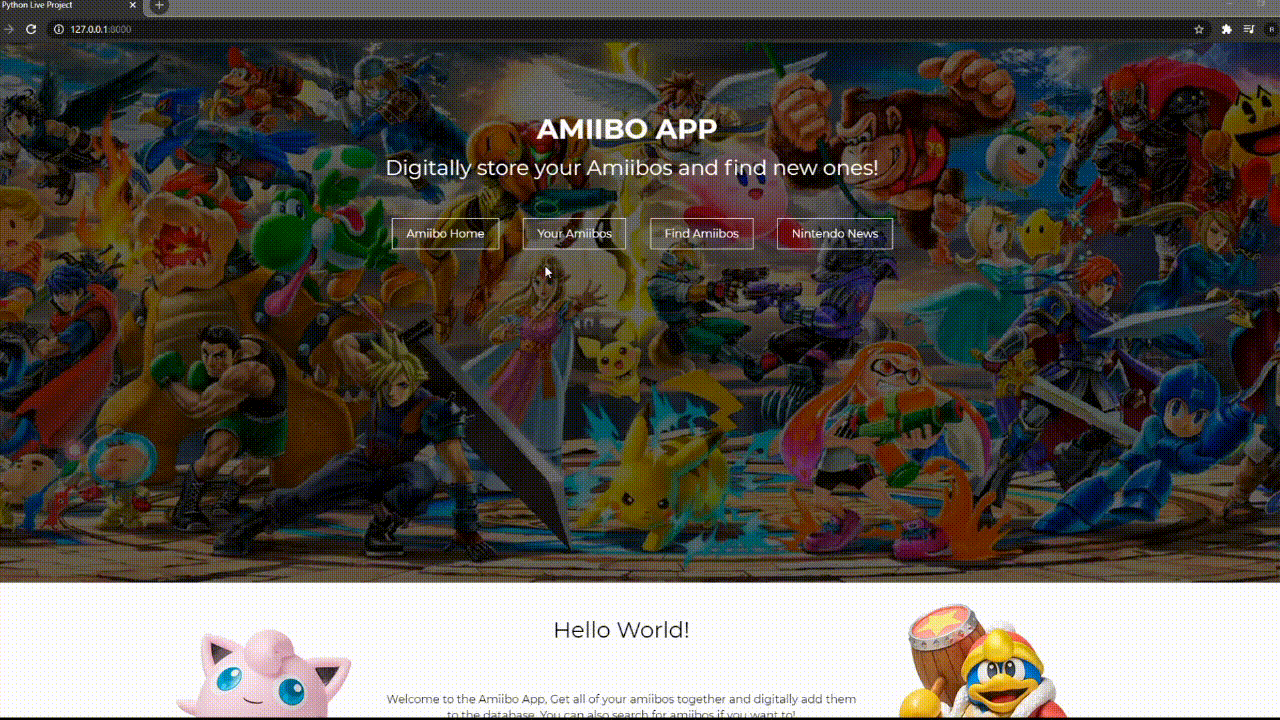 Python Live Project
127.0.0.1:8000
AMIIBO APP
Digitally store your Amiibos and find new ones!
Amiibo Home
Your Amiibos
Find Amiibos
Nintendo News
Hello World!
Welcome to the Amiibo App, Get all of your amiibos together and digitally add them
to the database. You can also search for amiibos if you want to!